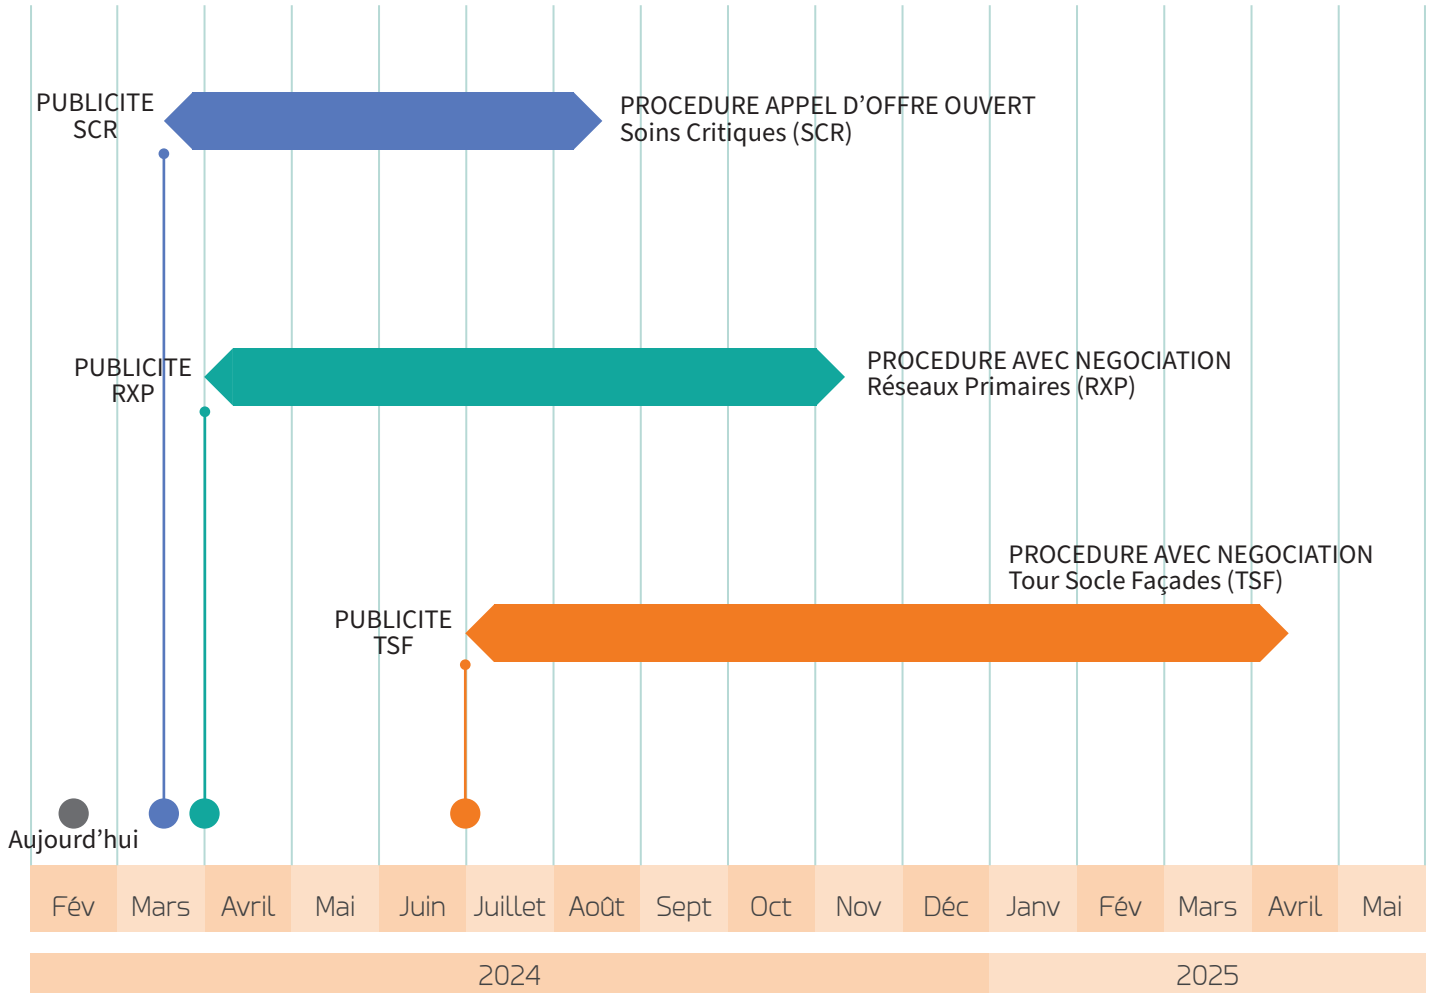 PUBLICITE
SCR
PROCEDURE APPEL D’OFFRE OUVERT
Soins Critiques (SCR)
PUBLICITE
RXP
PROCEDURE AVEC NEGOCIATION
Réseaux Primaires (RXP)
PROCEDURE AVEC NEGOCIATION
Tour Socle Façades (TSF)
PUBLICITE
TSF
Aujourd’hui
Fév Mars Avril Mai Juin Juillet Août Sept Oct Nov Déc Janv Fév Mars Avril Mai
2024 2025